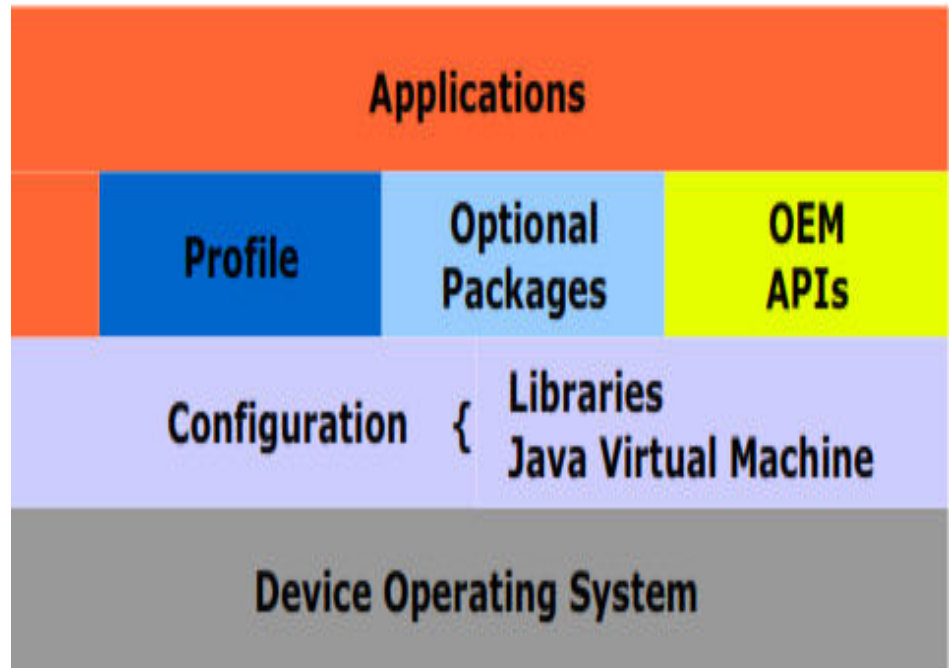 Applications
Profile
Optional
Packages
OEM
APIs
Configuration {
Libraries
Java Virtual Machine
Device Operating System